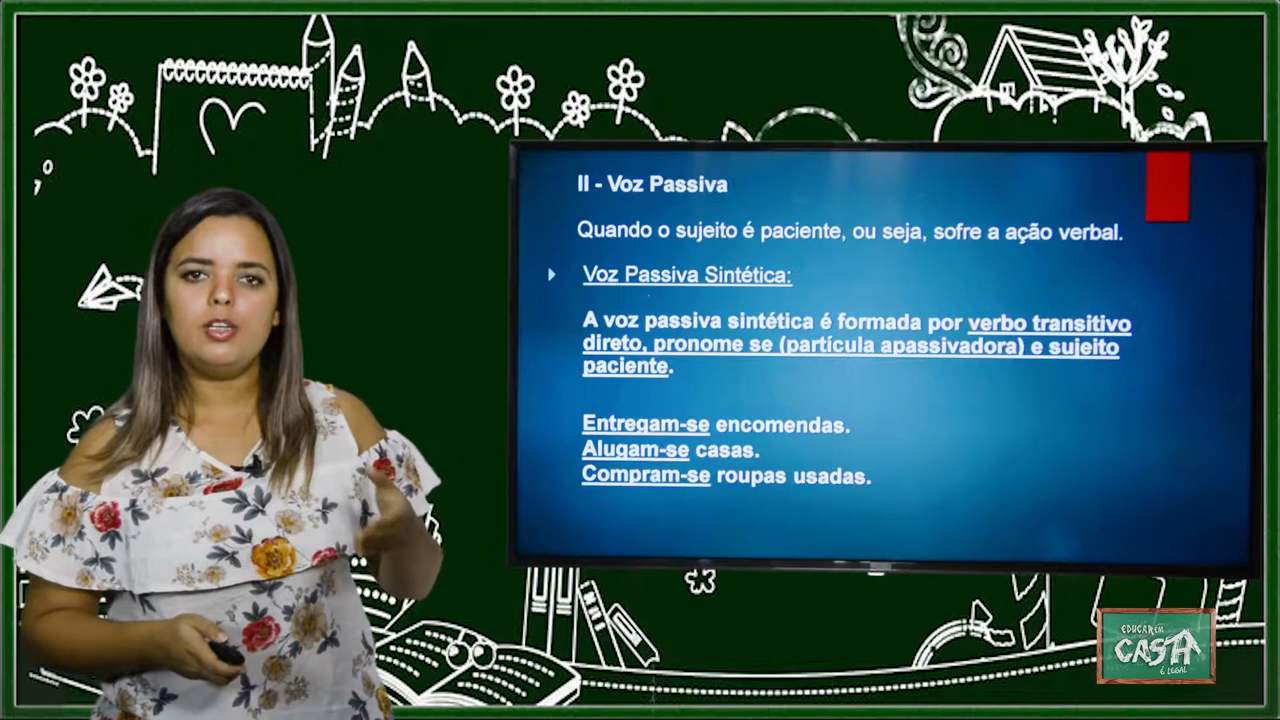 II - Voz Passiva
Quando o sujeito é paciente, ou seja, sofre a ação verbal.
Voz Passiva Sintética:
A voz passiva sintética é formada por verbo transitivo
direto, pronome se (partícula apassivadora) e sujeito
paciente.
Entregam-se encomendas.
Alugam-se casas.
Compram-se roupas usadas.
EDUCAR EM
CASA
É LEGAL